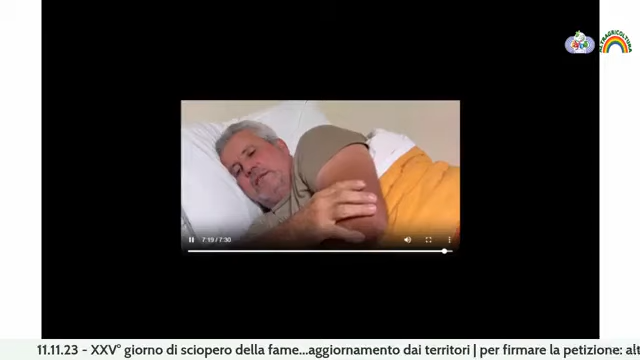 ALTRAGRICOLTURA
7:19 / 7:30
11.11.23 - XXV° giorno di sciopero della fame...aggiornamento dai territori | per firmare la petizione: alt